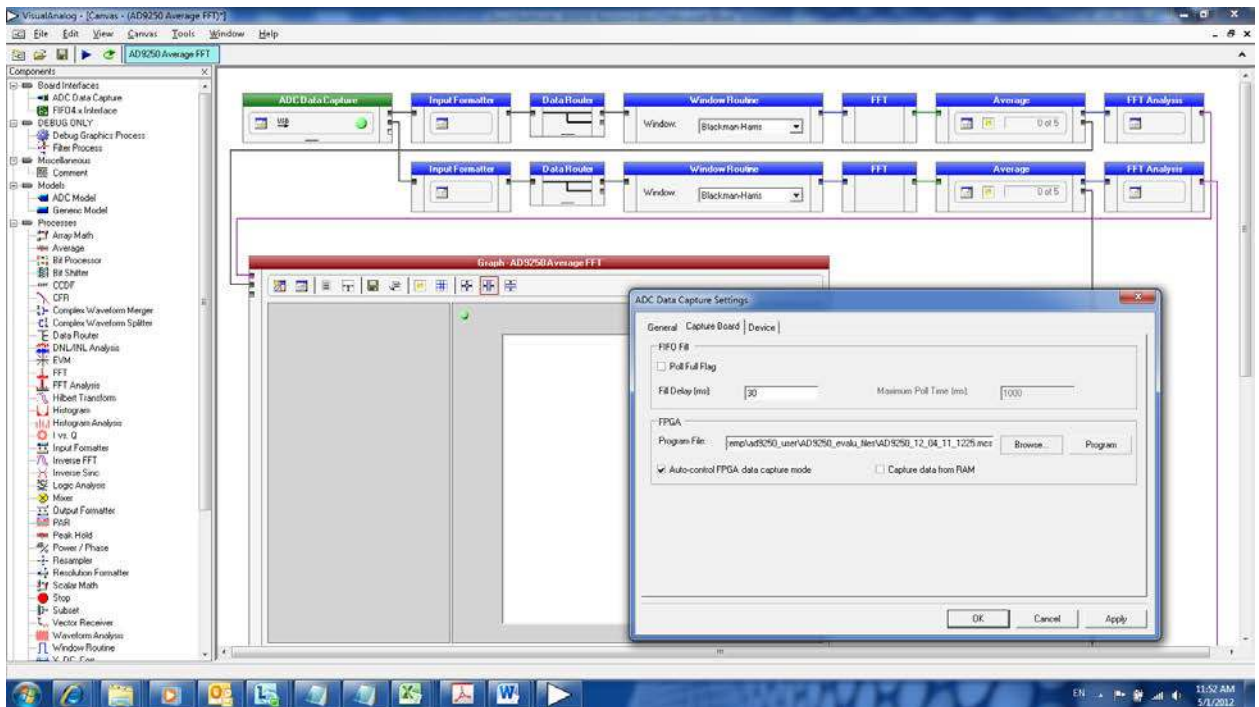 VisualAnalog - [Canvas - (AD9250 Average FFT)*]
File Edit View Canvas Tools Window Help
AD9250 Average FFT
Components
Board Interfaces
ADC Data Capture
FIFO4.x Interface
DEBUG ONLY
Debug Graphics Process
Filter Process
Miscellaneous
Comment
Models
ADC Model
Generic Model
Processes
Array Math
Average
Bit Processor
Bit Shifter
CCDF
CFR
Complex Waveform Merger
Complex Waveform Splitter
Data Router
DNL/INL Analysis
EVM
FFT
FFT Analysis
Hilbert Transform
Histogram
Histogram Analysis
I vs. Q
Input Formatter
Inverse FFT
Inverse Sinc
Logic Analysis
Mixer
Output Formatter
PAR
Peak Hold
Power / Phase
Resampler
Resolution Formatter
Scalar Math
Stop
Subset
Vector Receiver
Waveform Analysis
Window Routine
ADC Data Capture
USB
Input Formatter
Data Router
Window Routine
Window:
Blackman-Harris
FFT
Average
0 of 5
FFT Analysis
Input Formatter
Data Router
Window Routine
Window:
Blackman-Harris
FFT
Average
0 of 5
FFT Analysis
Graph - AD9250 Average FFT
ADC Data Capture Settings
General Capture Board Device
FIFO Fill
Poll Full Flag
Fill Delay (ms): 30 Maximum Poll Time (ms): 1000
FPGA
Program File: emp\ad9250_user\AD9250_evalu_files\AD9250_12_04_11_1225.mcs Browse... Program
Auto-control FPGA data capture mode Capture data from RAM
OK Cancel Apply
EN
11:52 AM
5/1/2012